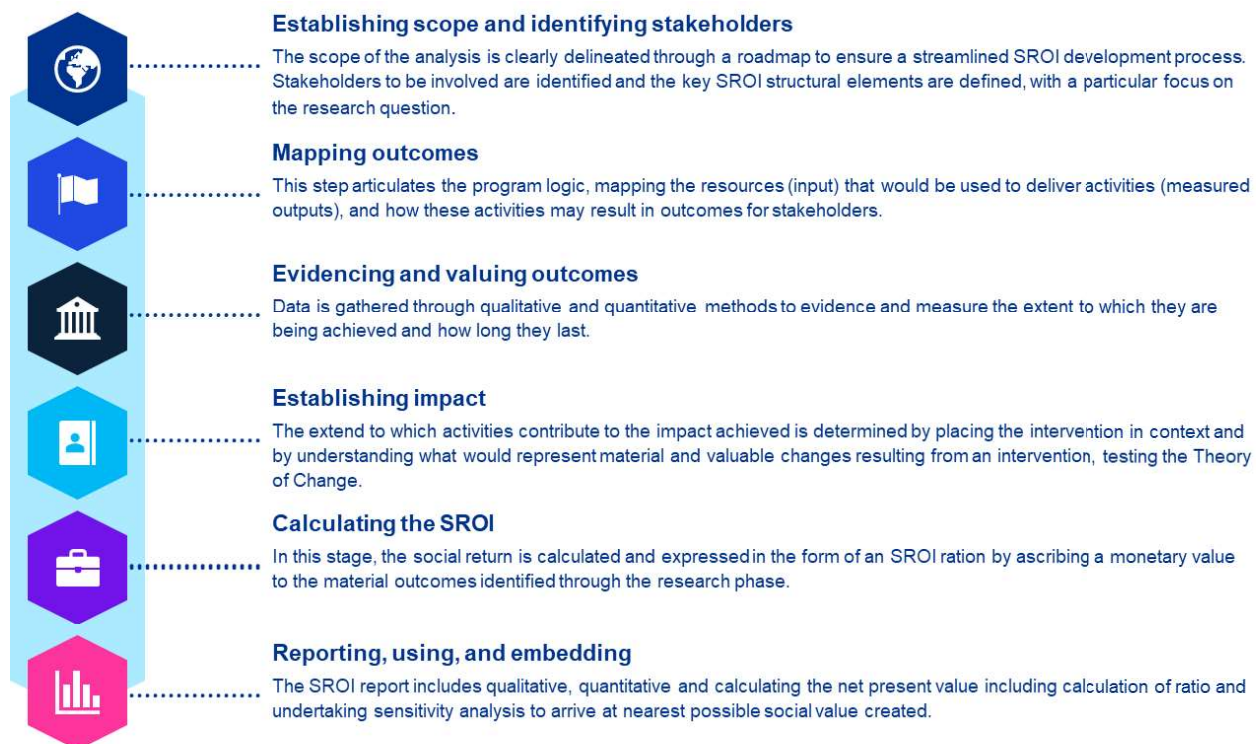 Establishing scope and identifying stakeholders
The scope of the analysis is clearly delineated through a roadmap to ensure a streamlined SROI development process.
Stakeholders to be involved are identified and the key SROI structural elements are defined, with a particular focus on
the research question.
Mapping outcomes
This step articulates the program logic, mapping the resources (input) that would be used to deliver activities (measured
outputs), and how these activities may result in outcomes for stakeholders.
Evidencing and valuing outcomes
Data is gathered through qualitative and quantitative methods to evidence and measure the extent to which they are
being achieved and how long they last.
Establishing impact
The extend to which activities contribute to the impact achieved is determined by placing the intervention in context and
by understanding what would represent material and valuable changes resulting from an intervention, testing the Theory
of Change.
Calculating the SROI
In this stage, the social return is calculated and expressed in the form of an SROI ration by ascribing a monetary value
to the material outcomes identified through the research phase.
Reporting, using, and embedding
The SROI report includes qualitative, quantitative and calculating the net present value including calculation of ratio and
undertaking sensitivity analysis to arrive at nearest possible social value created.